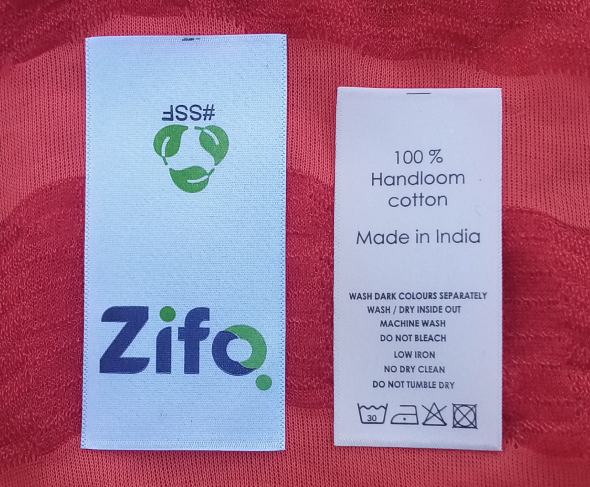 #SSF
Zifo
100 %
Handloom
cotton
Made in India
WASH DARK COLOURS SEPARATELY
WASH / DRY INSIDE OUT
MACHINE WASH
DO NOT BLEACH
LOW IRON
NO DRY CLEAN
DO NOT TUMBLE DRY
30